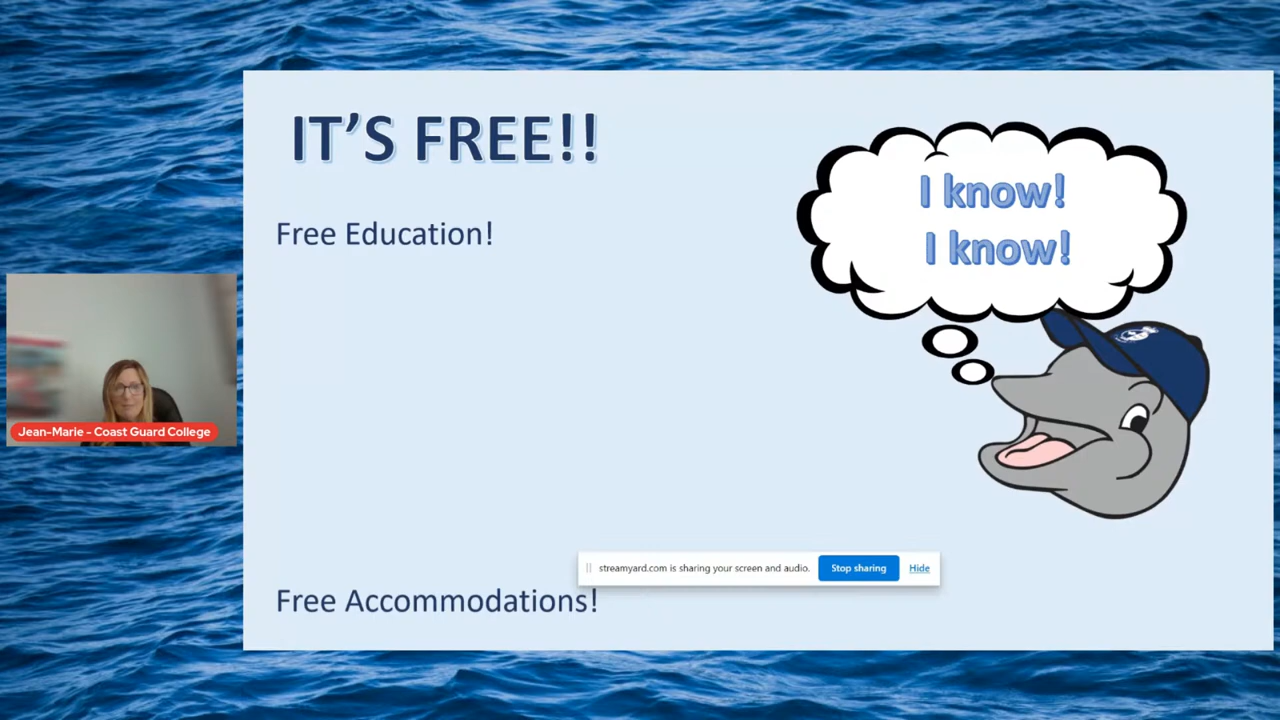 IT'S FREE!!
I know!
I know!
Free Education!
Jean-Marie - Coast Guard College
streamyard.com is sharing your screen and audio.
Stop sharing
Hide
Free Accommodations!